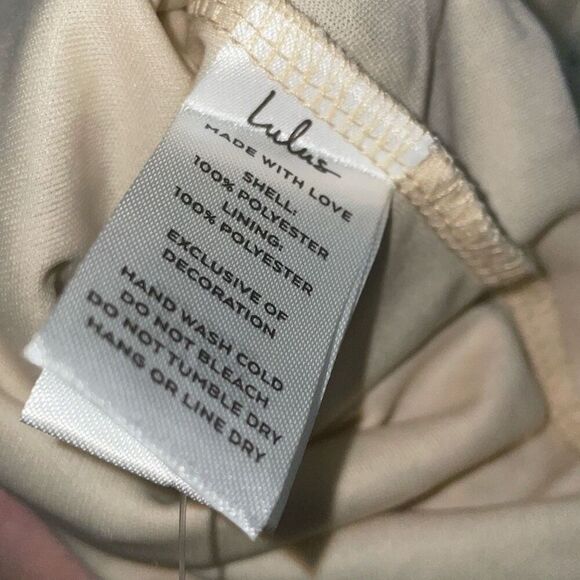 Lulus
MADE WITH LOVE
SHELL:
100% POLYESTER
LINING:
100% POLYESTER
EXCLUSIVE OF
DECORATION
HAND WASH COLD
DO NOT BLEACH
DO NOT TUMBLE DRY
HANG OR LINE DRY